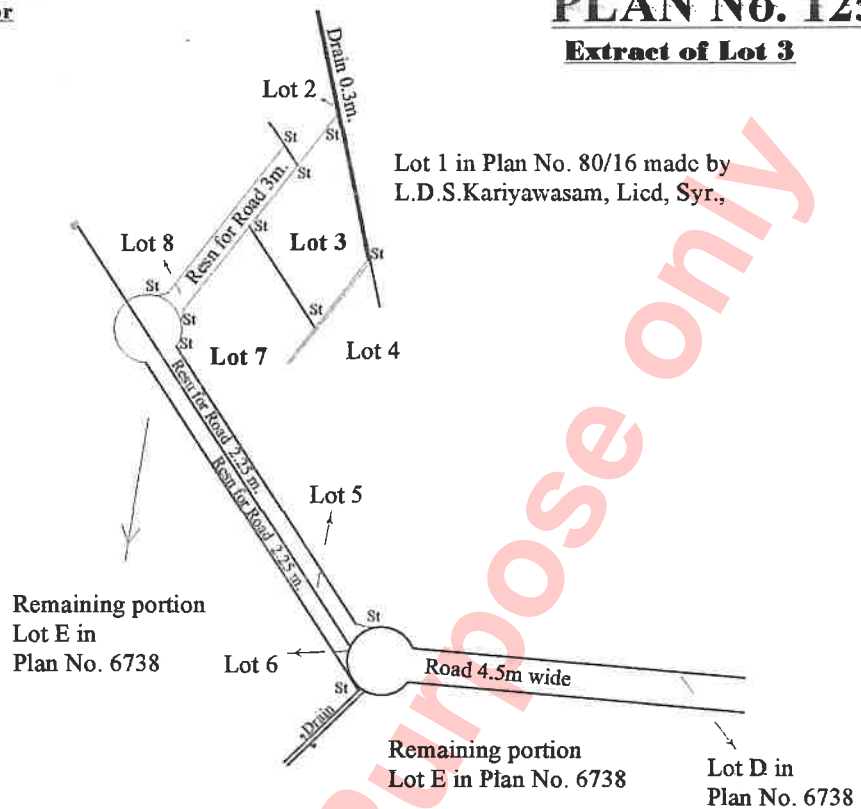 or
PLAN No. 123
Extract of Lot 3
Drain 0.3m.
Lot 2
St
St
St
Lot 1 in Plan No. 80/16 made by
L.D.S.Kariyawasam, Licd, Syr.,
Resn for Road 3m.
St
Lot 3
St
Lot 8
St
St
St
St
Lot 7
Lot 4
Resn for Road 2.25 m.
Resn for Road 2.25 m.
Lot 5
Remaining portion
Lot E in
Plan No. 6738
St
Lot 6
Road 4.5m wide
St
Drain
Remaining portion
Lot E in Plan No. 6738
Lot D in
Plan No. 6738
purpose only